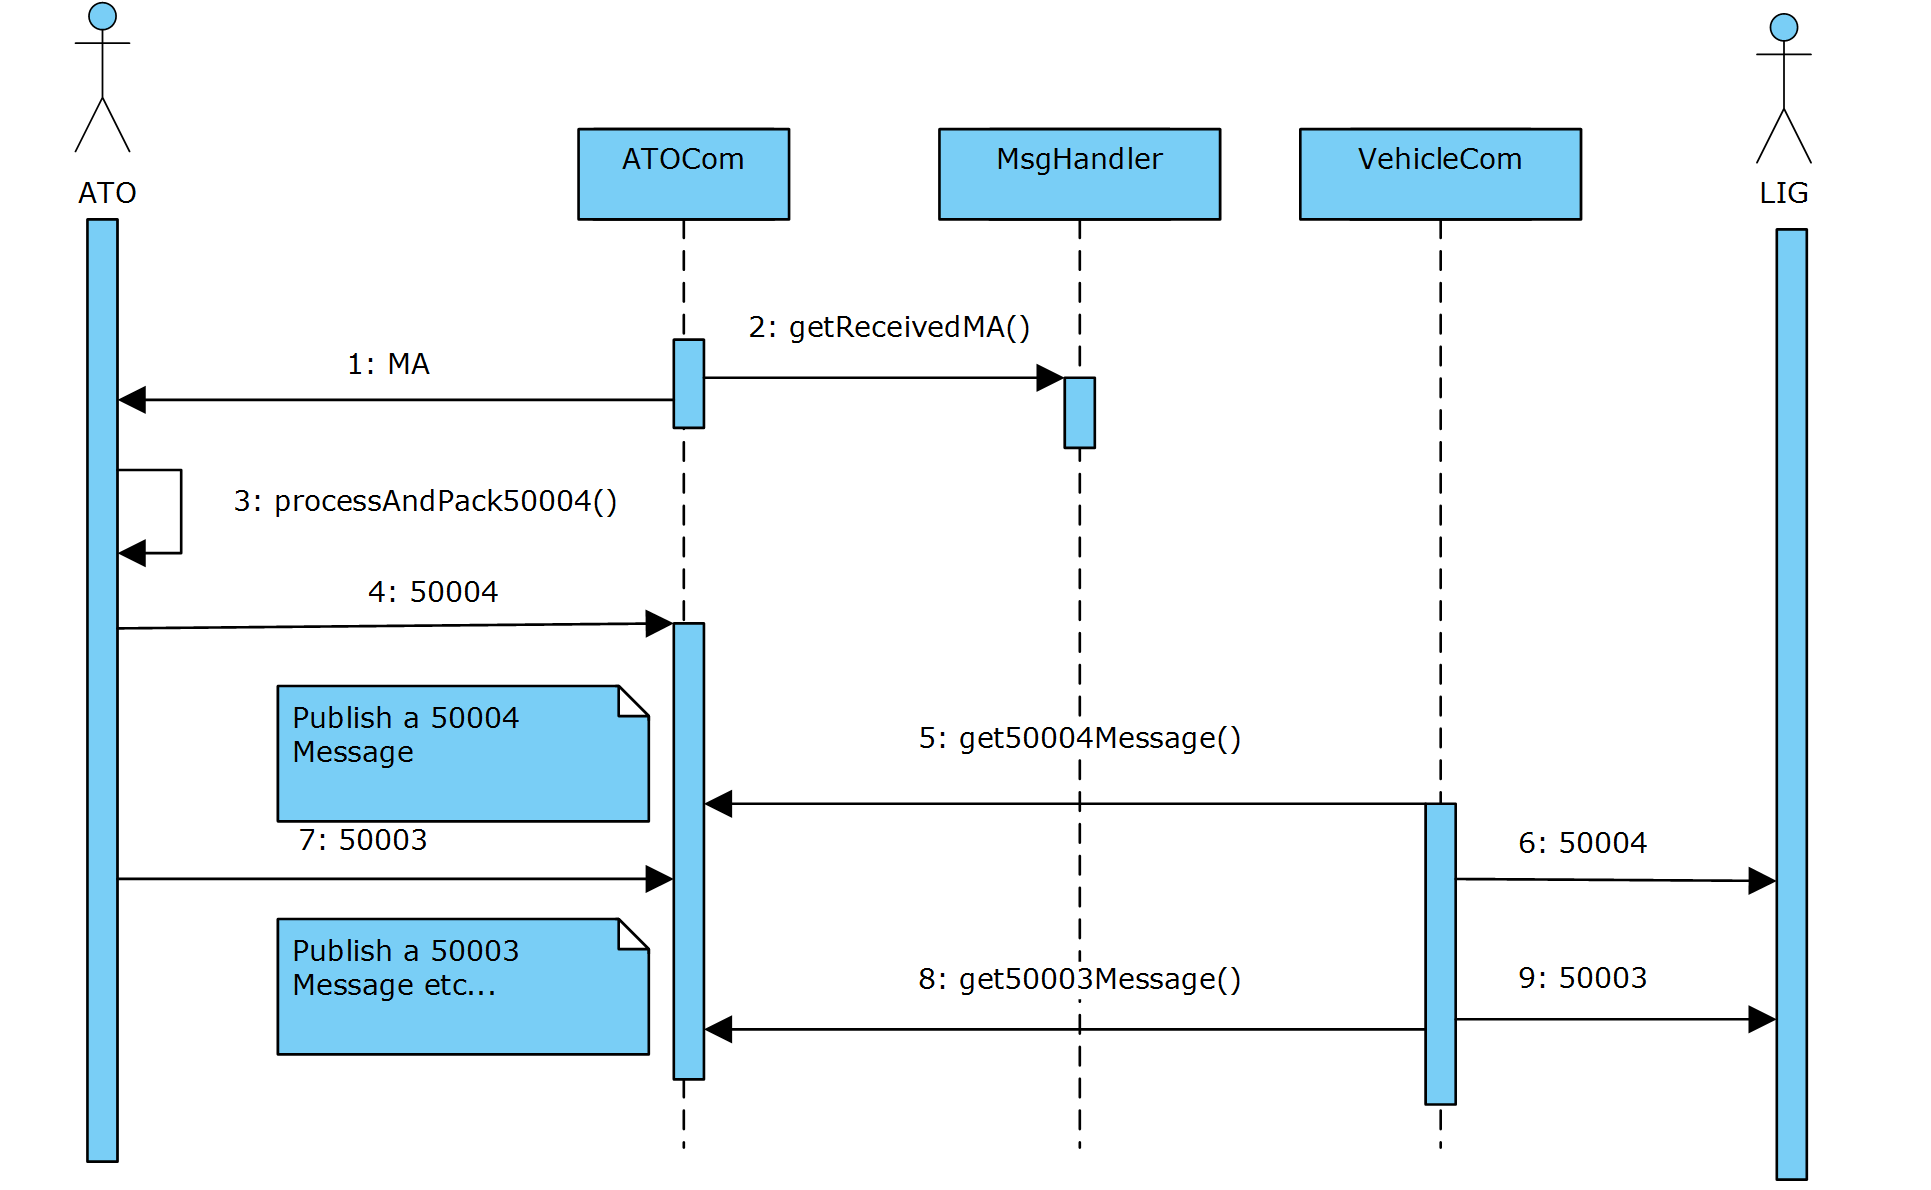 ATO
ATOCom
MsgHandler
VehicleCom
LIG
2: getReceivedMA()
1: MA
3: processAndPack50004()
4: 50004
Publish a 50004
Message
5: get50004Message()
7: 50003
6: 50004
Publish a 50003
Message etc...
8: get50003Message()
9: 50003